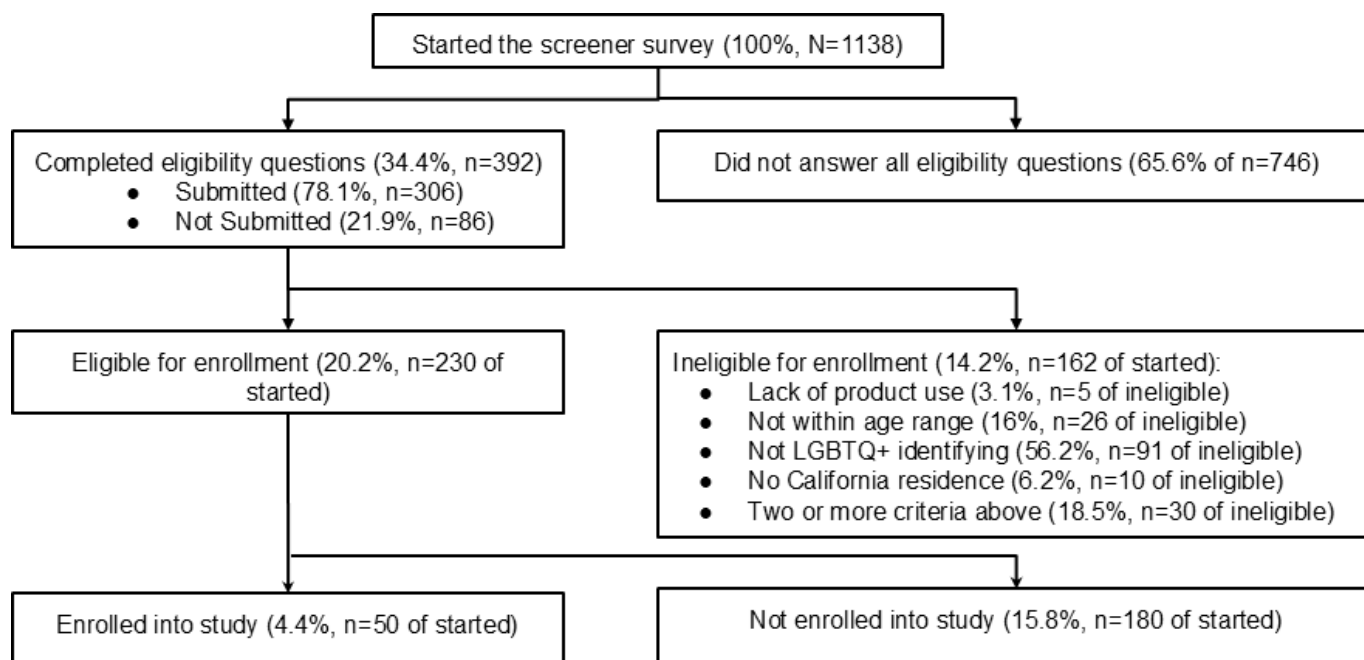 Started the screener survey (100%, N=1138)
Completed eligibility questions (34.4%, n=392)
● Submitted (78.1%, n=306)
● Not Submitted (21.9%, n=86)
Did not answer all eligibility questions (65.6% of n=746)
Eligible for enrollment (20.2%, n=230 of
started)
Ineligible for enrollment (14.2%, n=162 of started):
● Lack of product use (3.1%, n=5 of ineligible)
● Not within age range (16%, n=26 of ineligible)
● Not LGBTQ+ identifying (56.2%, n=91 of ineligible)
● No California residence (6.2%, n=10 of ineligible)
● Two or more criteria above (18.5%, n=30 of ineligible)
Enrolled into study (4.4%, n=50 of started)
Not enrolled into study (15.8%, n=180 of started)